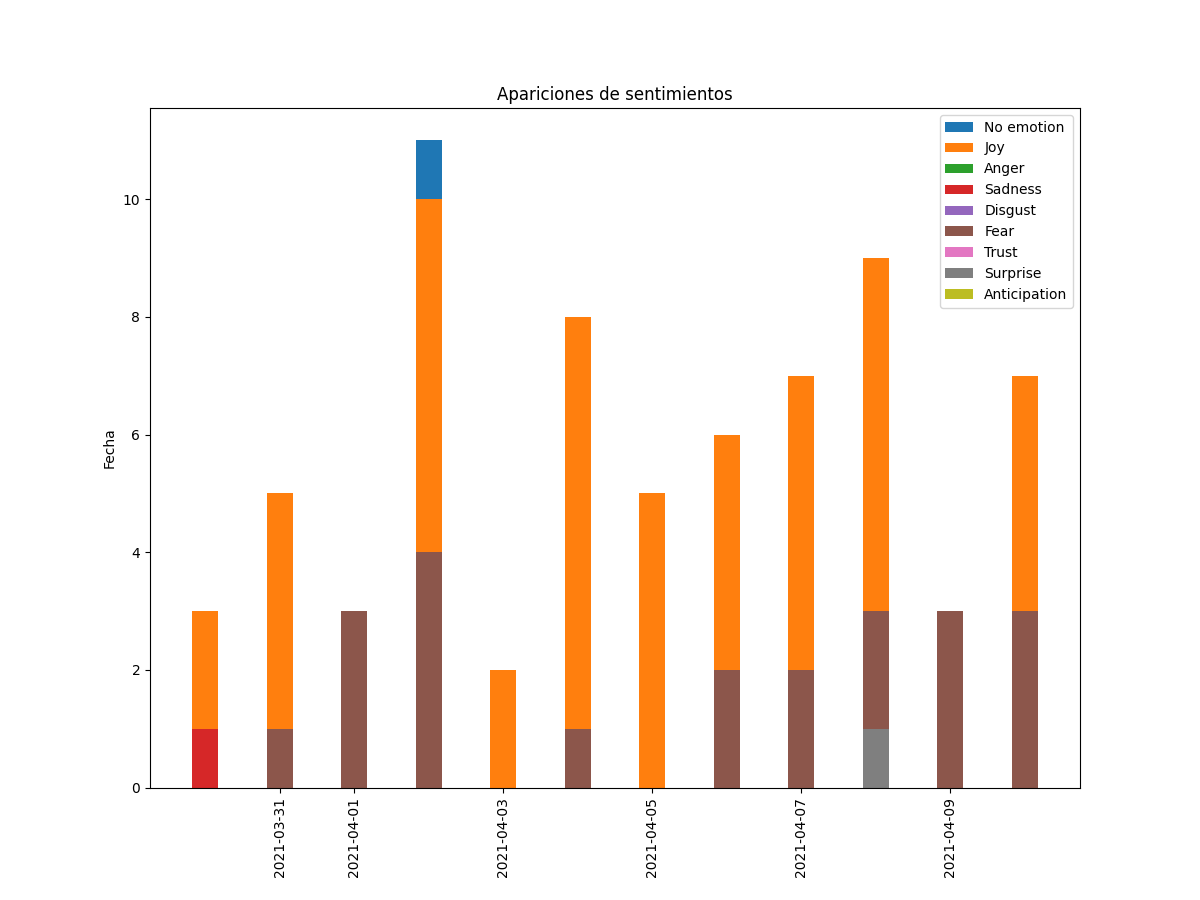 Apariciones de sentimientos
No emotion
Joy
Anger
Sadness
Disgust
Fear
Trust
Surprise
Anticipation
Fecha
10
8
6
4
2
0
2021-03-31
2021-04-01
2021-04-03
2021-04-05
2021-04-07
2021-04-09